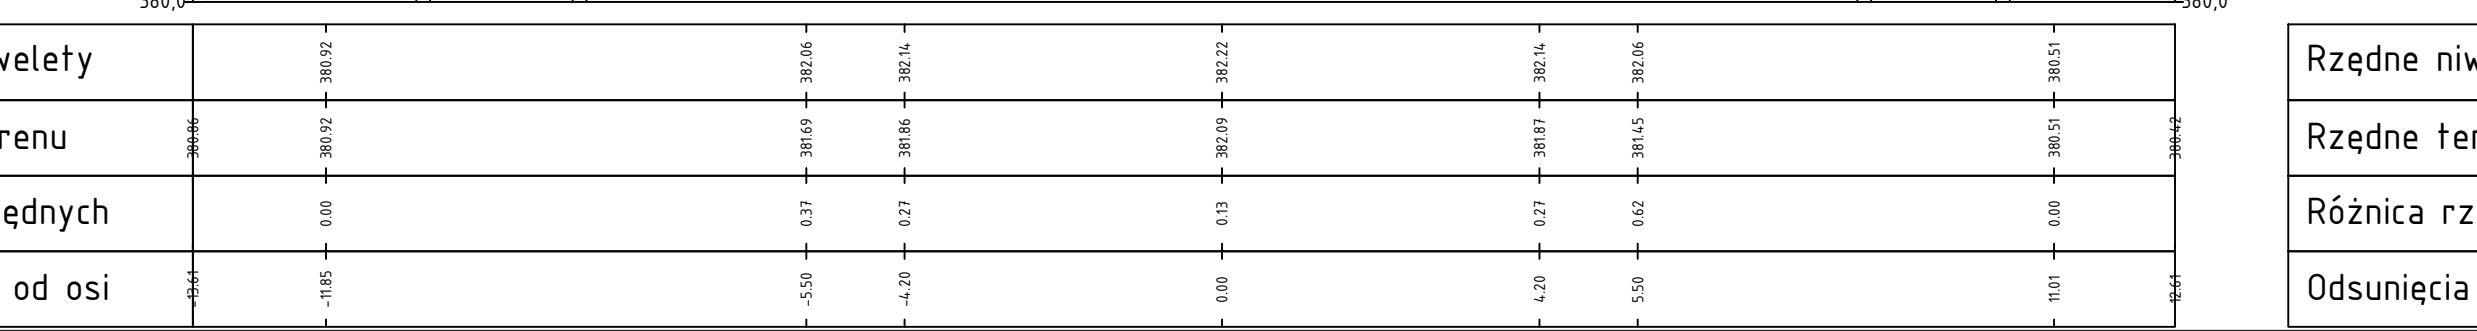 380,0 380,0
welety 380.92 382.06 382.14 382.22 382.14 382.06 380.51 Rzędne niw
renu 380.86 380.92 381.69 381.86 382.09 381.87 381.45 380.51 380.42 Rzędne ter
ędnych 0.00 0.37 0.27 0.13 0.27 0.62 0.00 Różnica rz
od osi -13.61 -11.85 -5.50 -4.20 0.00 4.20 5.50 11.01 12.61 Odsunięcia